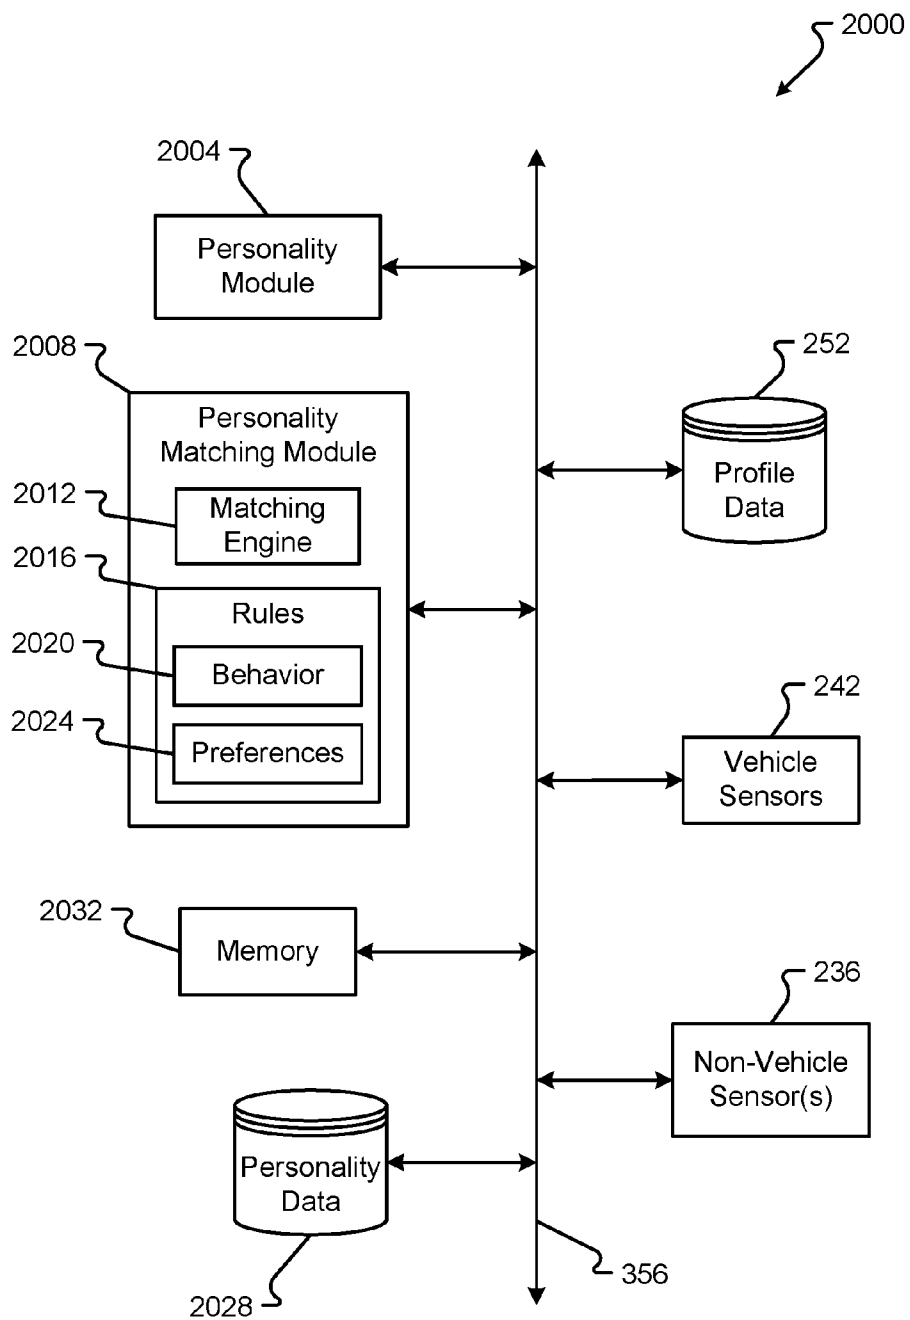 2000
2004
Personality
Module
2008
Personality
Matching Module
2012
Matching
Engine
2016
Rules
2020
Behavior
2024
Preferences
252
Profile
Data
242
Vehicle
Sensors
2032
Memory
236
Non-Vehicle
Sensor(s)
Personality
Data
2028
356